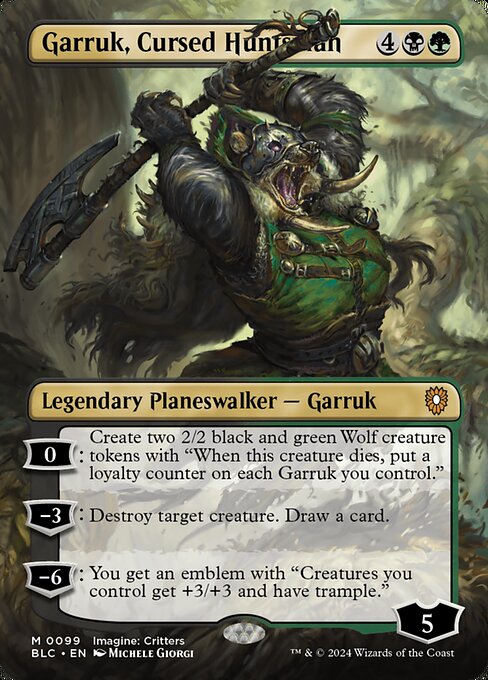 Garruk, Cursed Huntsman 4
Legendary Planeswalker — Garruk
0 : Create two 2/2 black and green Wolf creature
tokens with “When this creature dies, put a
loyalty counter on each Garruk you control.”
−3 : Destroy target creature. Draw a card.
−6 : You get an emblem with “Creatures you
control get +3/+3 and have trample.”
5
M 0099 Imagine: Critters
BLC • EN Michele Giorgi
™ & © 2024 Wizards of the Coast